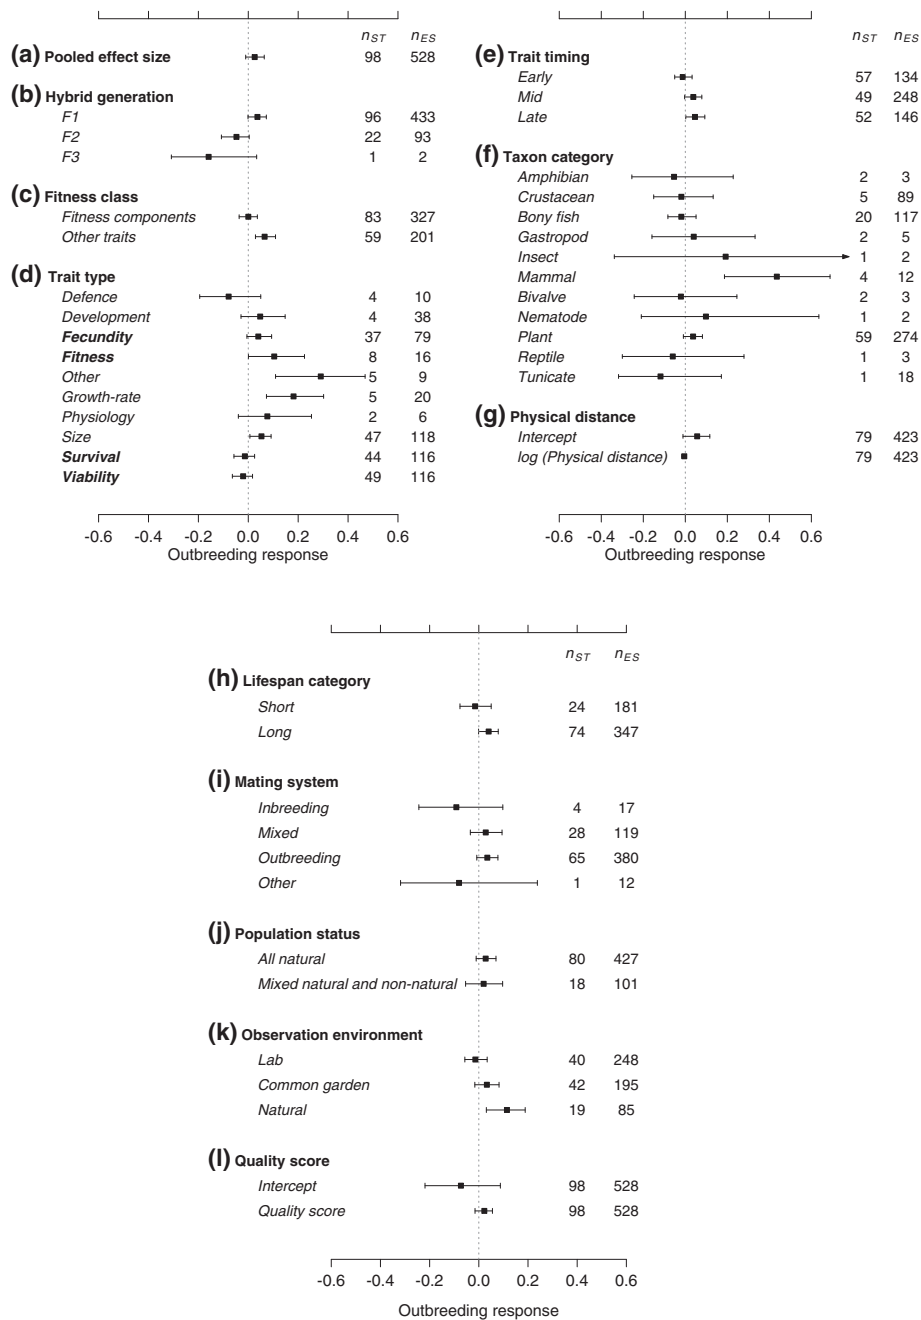 nST nES
(a) Pooled effect size 98 528
(b) Hybrid generation
F1 96 433
F2 22 93
F3 1 2
(c) Fitness class
Fitness components 83 327
Other traits 59 201
(d) Trait type
Defence 4 10
Development 4 38
Fecundity 37 79
Fitness 8 16
Other 5 9
Growth-rate 5 20
Physiology 2 6
Size 47 118
Survival 44 116
Viability 49 116
-0.6 -0.4 -0.2 0.0 0.2 0.4 0.6
Outbreeding response
nST nES
(e) Trait timing
Early 57 134
Mid 49 248
Late 52 146
(f) Taxon category
Amphibian 2 3
Crustacean 5 89
Bony fish 20 117
Gastropod 2 5
Insect 1 2
Mammal 4 12
Bivalve 2 3
Nematode 1 2
Plant 59 274
Reptile 1 3
Tunicate 1 18
(g) Physical distance
Intercept 79 423
log (Physical distance) 79 423
-0.6 -0.4 -0.2 0.0 0.2 0.4 0.6
Outbreeding response
nST nES
(h) Lifespan category
Short 24 181
Long 74 347
(i) Mating system
Inbreeding 4 17
Mixed 28 119
Outbreeding 65 380
Other 1 12
(j) Population status
All natural 80 427
Mixed natural and non-natural 18 101
(k) Observation environment
Lab 40 248
Common garden 42 195
Natural 19 85
(l) Quality score
Intercept 98 528
Quality score 98 528
-0.6 -0.4 -0.2 0.0 0.2 0.4 0.6
Outbreeding response